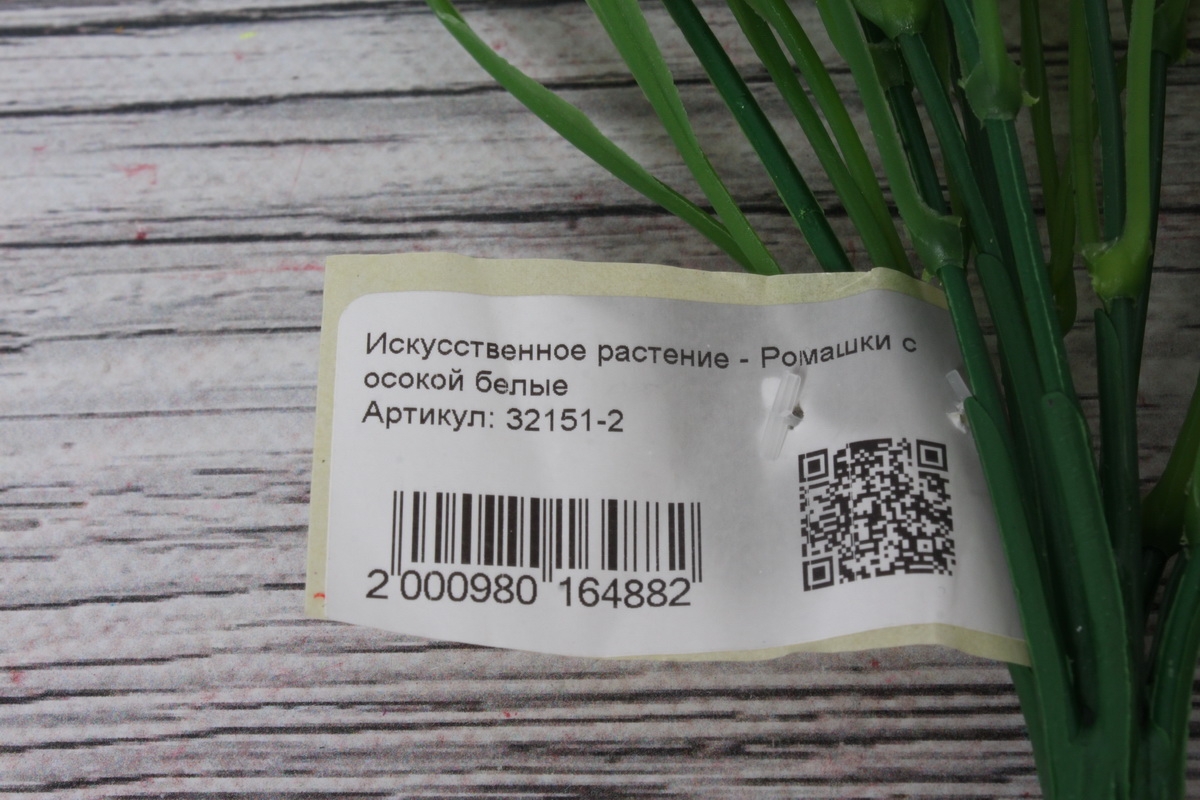 Искусственное растение - Ромашки с
осокой белые
Артикул: 32151-2
2 000980 164882